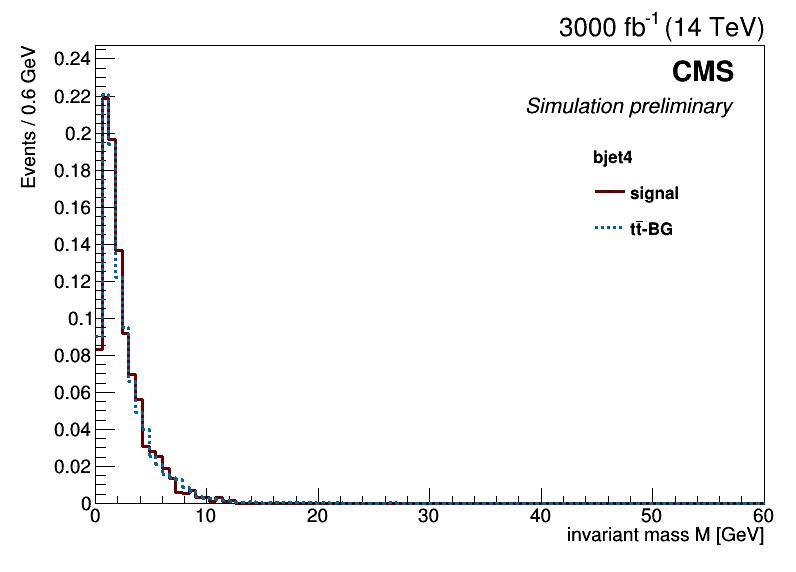 3000 fb⁻¹ (14 TeV)
CMS
Simulation preliminary
bjet4
signal
tt̅-BG
Events / 0.6 GeV
0.24
0.22
0.2
0.18
0.16
0.14
0.12
0.1
0.08
0.06
0.04
0.02
0
0 10 20 30 40 50 60
invariant mass M [GeV]